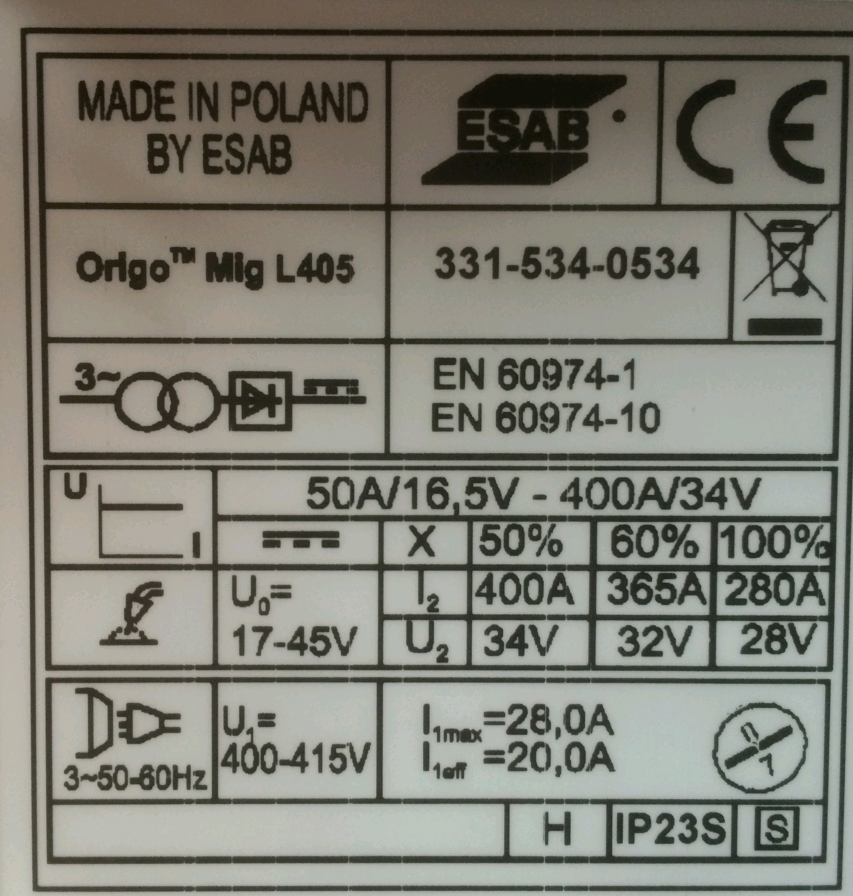 MADE IN POLAND
BY ESAB
ESAB
CE
Origo™ Mig L405
331-534-0534
3~
EN 60974-1
EN 60974-10
U
I
50A/16,5V - 400A/34V
X 50% 60% 100%
I₂ 400A 365A 280A
U₀=
17-45V
U₂ 34V 32V 28V
3~50-60Hz
U₁=
400-415V
I₁max=28,0A
I₁eff =20,0A
H IP23S S